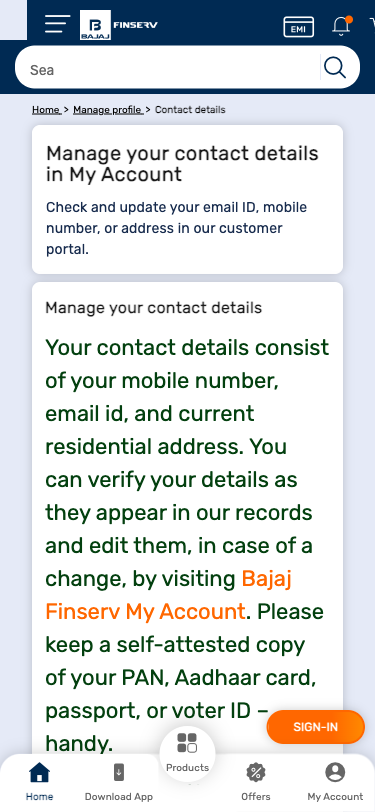 BAJAJ FINSERV
EMI
Sea
Home > Manage profile > Contact details
Manage your contact details
in My Account
Check and update your email ID, mobile
number, or address in our customer
portal.
Manage your contact details
Your contact details consist
of your mobile number,
email id, and current
residential address. You
can verify your details as
they appear in our records
and edit them, in case of a
change, by visiting Bajaj
Finserv My Account. Please
keep a self-attested copy
of your PAN, Aadhaar card,
passport, or voter ID –
handy.
SIGN-IN
Home
Download App
Products
Offers
My Account